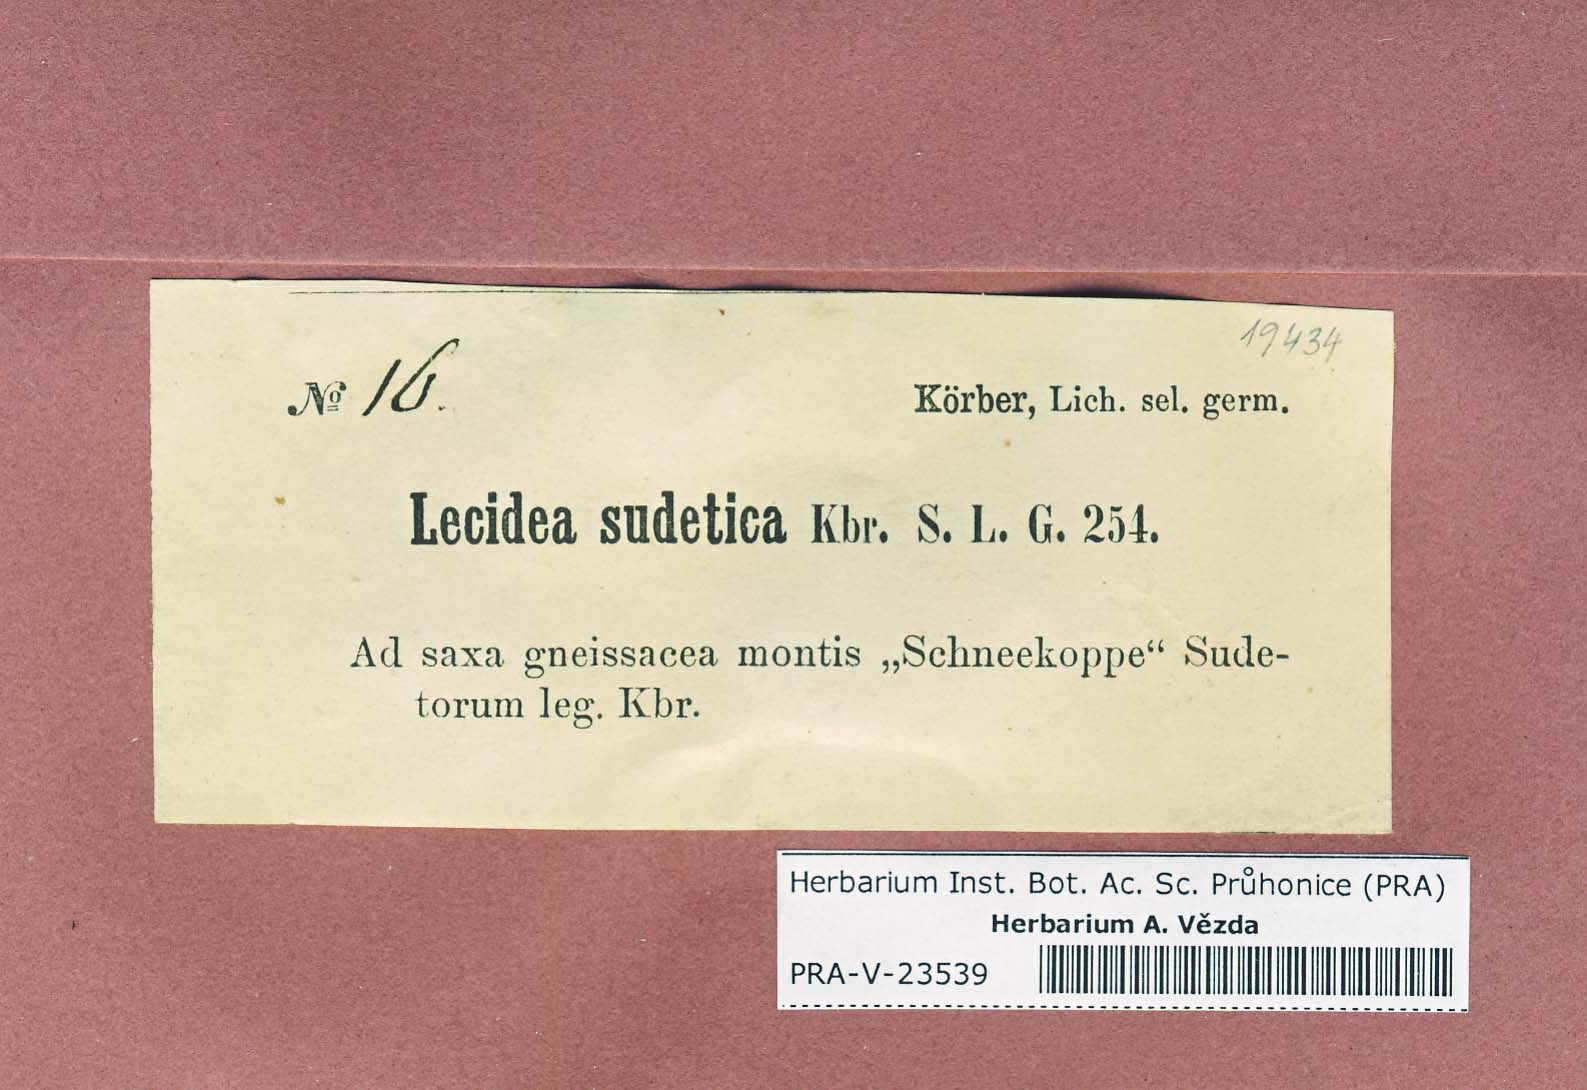 19434
№ 16.
Körber, Lich. sel. germ.
Lecidea sudetica Kbr. S. L. G. 254.
Ad saxa gneissacea montis „Schneekoppe“ Sude-
torum leg. Kbr.
Herbarium Inst. Bot. Ac. Sc. Průhonice (PRA)
Herbarium A. Vězda
PRA-V-23539